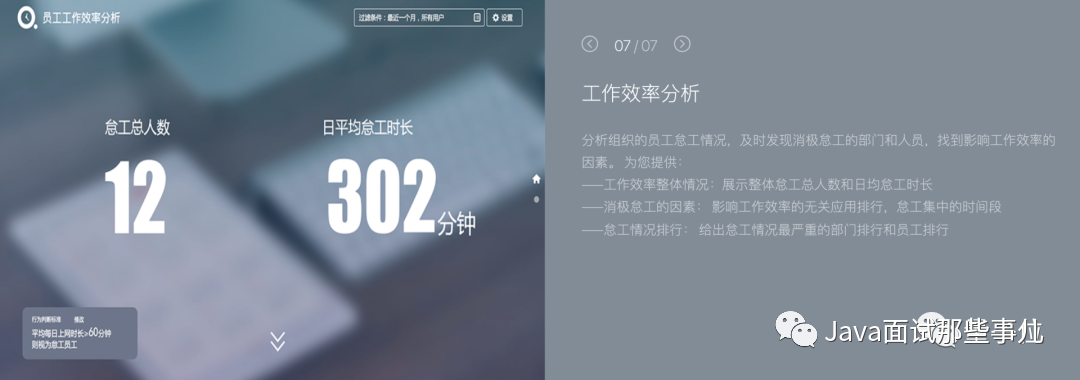 员工工作效率分析
过滤条件：最近一个月，所有用户
设置
怠工总人数
日平均怠工时长
12
302分钟
行为判断标准
平均每日上网时长≥60分钟
则视为怠工员工
07/07
工作效率分析
分析组织的员工怠工情况，及时发现消极怠工的部门和人员，找到影响工作效率的
因素。为您提供：
——工作效率整体情况：展示整体怠工总人数和日均怠工时长
——消极怠工的因素： 影响工作效率的无关应用排行，怠工集中的时间段
——怠工情况排行： 给出怠工情况最严重的部门排行和员工排行
Java面试那些事儿